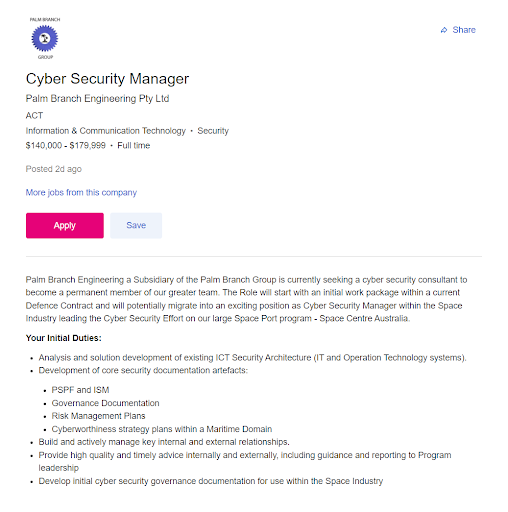 PALM BRANCH
GROUP
Share
Cyber Security Manager
Palm Branch Engineering Pty Ltd
ACT
Information & Communication Technology • Security
$140,000 - $179,999 • Full time
Posted 2d ago
More jobs from this company
Apply
Save
Palm Branch Engineering a Subsidiary of the Palm Branch Group is currently seeking a cyber security consultant to
become a permanent member of our greater team. The Role will start with an initial work package within a current
Defence Contract and will potentially migrate into an exciting position as Cyber Security Manager within the Space
Industry leading the Cyber Security Effort on our large Space Port program - Space Centre Australia.
Your Initial Duties:
• Analysis and solution development of existing ICT Security Architecture (IT and Operation Technology systems).
• Development of core security documentation artefacts:
• PSPF and ISM
• Governance Documentation
• Risk Management Plans
• Cyberworthiness strategy plans within a Maritime Domain
• Build and actively manage key internal and external relationships.
• Provide high quality and timely advice internally and externally, including guidance and reporting to Program
leadership
• Develop initial cyber security governance documentation for use within the Space Industry